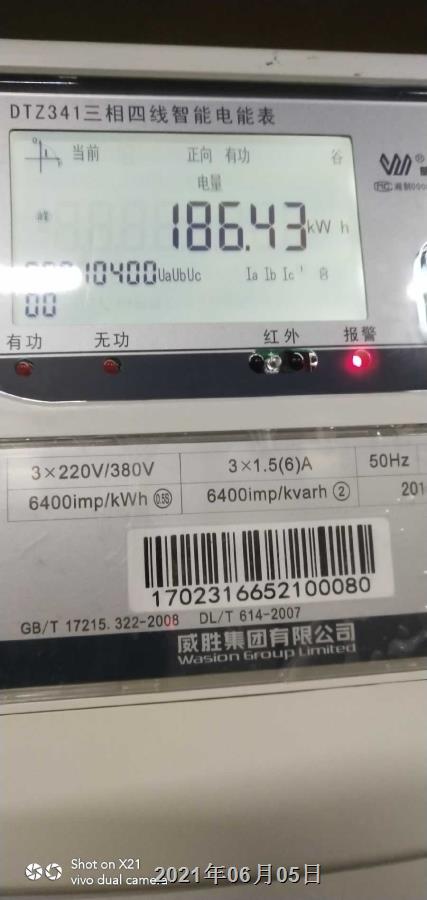 DTZ341三相四线智能电能表
当前 正向 有功 谷
电量
186.43kW h
00010400UaUbUc Ia Ib Ic
00
有功 无功 红外 报警
3×220V/380V 3×1.5(6)A 50Hz
6400imp/kWh 0.5S 6400imp/kvarh ② 201
1702316652100080
GB/T 17215.322-2008 DL/T 614-2007
威胜集团有限公司
Wasion Group Limited
Shot on X21
vivo dual camera
2021年06月05日